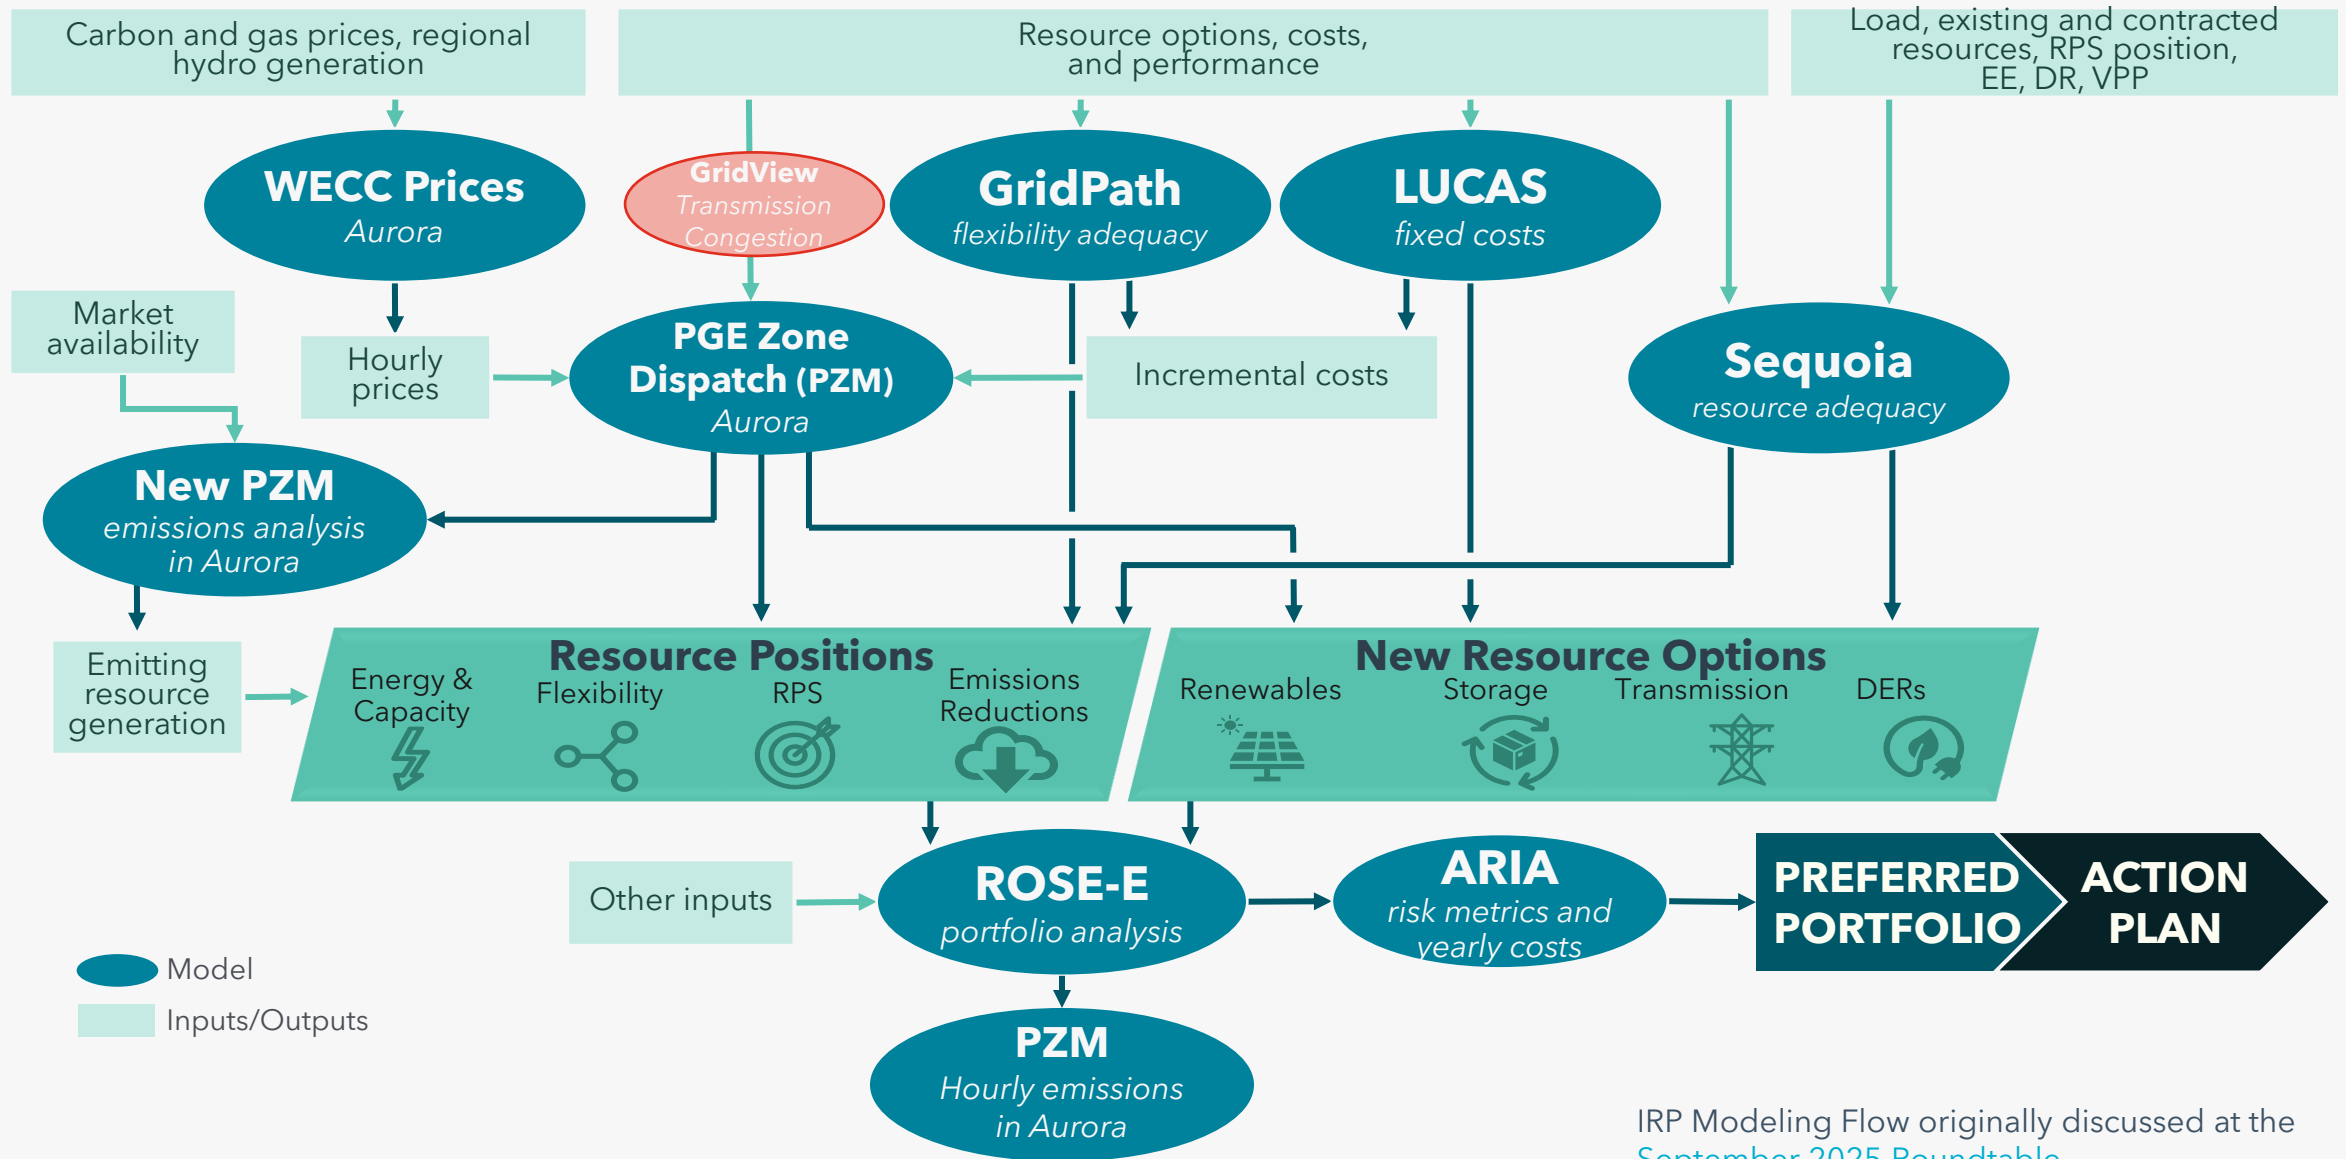 Carbon and gas prices, regional
hydro generation
Resource options, costs,
and performance
Load, existing and contracted
resources, RPS position,
EE, DR, VPP
WECC Prices
Aurora
GridView
Transmission
Congestion
GridPath
flexibility adequacy
LUCAS
fixed costs
Market
availability
Hourly
prices
PGE Zone
Dispatch (PZM)
Aurora
Incremental costs
Sequoia
resource adequacy
New PZM
emissions analysis
in Aurora
Emitting
resource
generation
Resource Positions
Energy &
Capacity
Flexibility
RPS
Emissions
Reductions
New Resource Options
Renewables
Storage
Transmission
DERs
Other inputs
ROSE-E
portfolio analysis
ARIA
risk metrics and
yearly costs
PREFERRED
PORTFOLIO
ACTION
PLAN
Model
Inputs/Outputs
PZM
Hourly emissions
in Aurora
IRP Modeling Flow originally discussed at the
September 2025 Roundtable